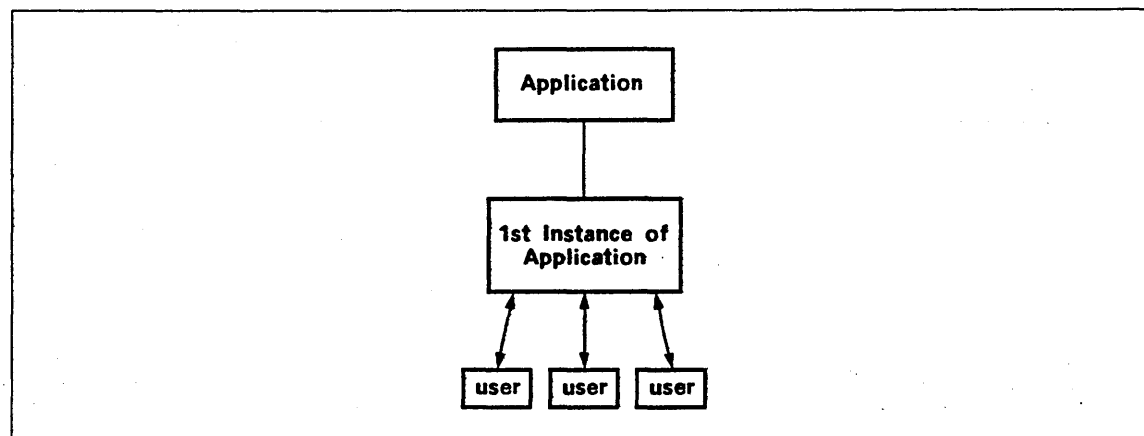 Application
1st Instance of
Application
user user user